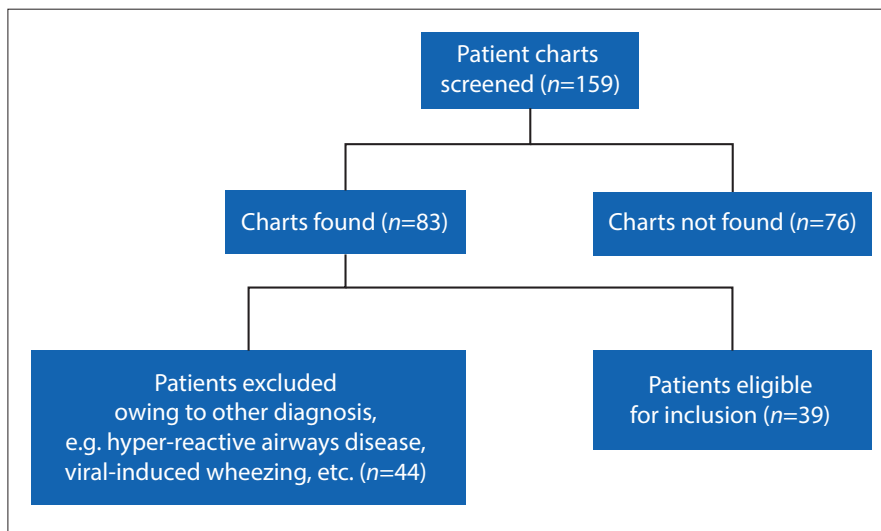 Patient charts
screened (n=159)
Charts found (n=83)
Charts not found (n=76)
Patients excluded
owing to other diagnosis,
e.g. hyper-reactive airways disease,
viral-induced wheezing, etc. (n=44)
Patients eligible
for inclusion (n=39)